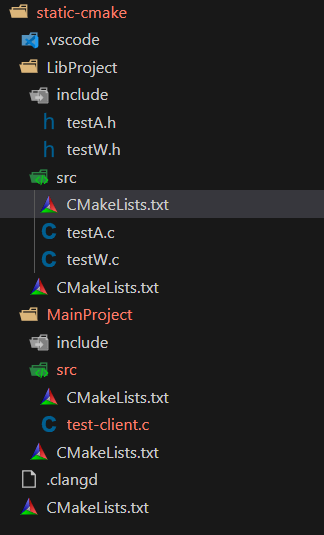 static-cmake
.vscode
LibProject
include
h testA.h
h testW.h
src
CMakeLists.txt
C testA.c
C testW.c
CMakeLists.txt
MainProject
include
src
CMakeLists.txt
C test-client.c
CMakeLists.txt
.clangd
CMakeLists.txt